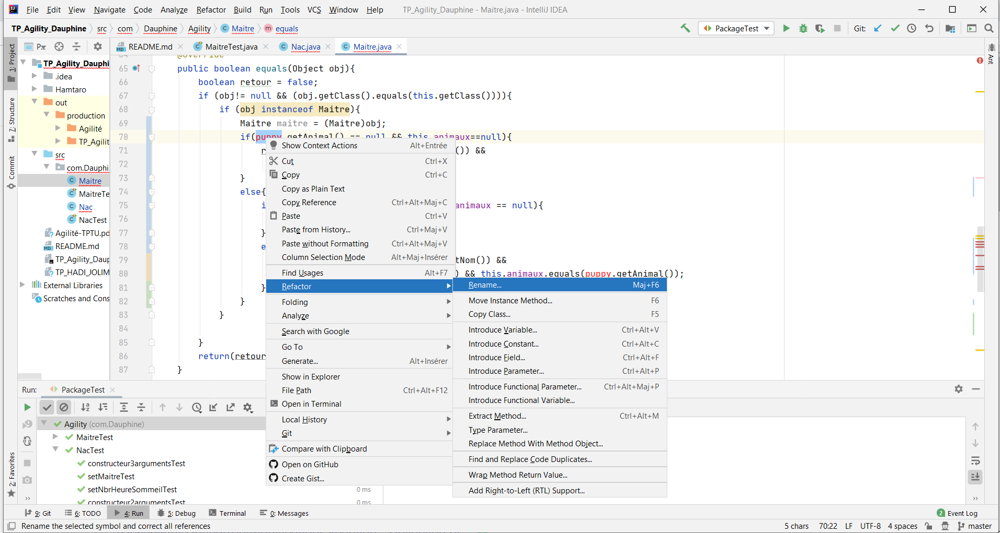 File Edit View Navigate Code Analyze Refactor Build Run Tools VCS Window Help TP_Agility_Dauphine - Maitre.java - IntelliJ IDEA
TP_Agility_Dauphine src com Dauphine Agility Maitre equals PackageTest Git:
1: Project
7: Structure
Commit
2: Favorites
Ant
P..
TP_Agility_Dauphi
.idea
Hamtaro
out
production
Agilité
TP_Agilit
src
com.Dauphi
Maitre
MaitreTe
Nac
NacTest
Agilité-TPTU.pd
README.md
TP_Agility_Daup
TP_HADI_JOLIM
External Libraries
Scratches and Cons
README.md MaitreTest.java Nac.java Maitre.java
64 @Override
65 public boolean equals(Object obj){
66 boolean retour = false;
67 if (obj!= null && (obj.getClass().equals(this.getClass()))){
68 if (obj instanceof Maitre){
69 Maitre maitre = (Maitre)obj;
70 if(puppy.getAnimal() == null && this.animaux==null){
71 r ()) &&
72
73 }
74 else{
75 i animaux == null){
76
77 }
78 e
79 tNom()) &&
80 ) && this.animaux.equals(puppy.getAnimal());
81 }
82 }
83 }
84
85 }
86 return(retour
87 }
Show Context Actions Alt+Entrée
Cut Ctrl+X
Copy Ctrl+C
Copy as Plain Text
Copy Reference Ctrl+Alt+Maj+C
Paste Ctrl+V
Paste from History... Ctrl+Maj+V
Paste without Formatting Ctrl+Alt+Maj+V
Column Selection Mode Alt+Maj+Insérer
Find Usages Alt+F7
Refactor
Folding
Analyze
Search with Google
Go To
Generate... Alt+Insérer
Show in Explorer
File Path Ctrl+Alt+F12
Open in Terminal
Local History
Git
Compare with Clipboard
Open on GitHub
Create Gist...
Rename... Maj+F6
Move Instance Method... F6
Copy Class... F5
Introduce Variable... Ctrl+Alt+V
Introduce Constant... Ctrl+Alt+C
Introduce Field... Ctrl+Alt+F
Introduce Parameter... Ctrl+Alt+P
Introduce Functional Parameter... Ctrl+Alt+Maj+P
Introduce Functional Variable...
Extract Method... Ctrl+Alt+M
Type Parameter...
Replace Method With Method Object...
Find and Replace Code Duplicates...
Wrap Method Return Value...
Add Right-to-Left (RTL) Support...
Run: PackageTest
Agility (com.Dauphine)
MaitreTest
NacTest
constructeur3argumentsTest
setMaitreTest
setNbrHeureSommeilTest 0 ms
constructeur2argumentsTest 0 ms
9: Git 6: TODO 4: Run 5: Debug Terminal 0: Messages 2 Event Log
Rename the selected symbol and correct all references 5 chars 70:22 LF UTF-8 4 spaces master